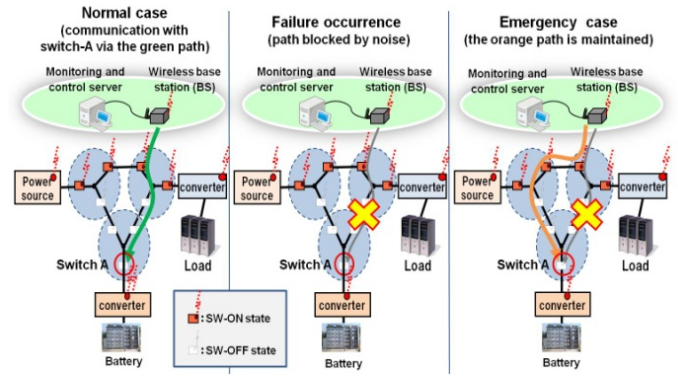 Normal case
(communication with
switch-A via the green path)
Monitoring and
control server
Wireless base
station (BS)
Power
source
converter
Switch A
Load
converter
Battery
Failure occurrence
(path blocked by noise)
Monitoring and
control server
Wireless base
station (BS)
Power
source
converter
Switch A
Load
converter
Battery
Emergency case
(the orange path is maintained)
Monitoring and
control server
Wireless base
station (BS)
Power
source
converter
Switch A
Load
converter
Battery
: SW-ON state
: SW-OFF state